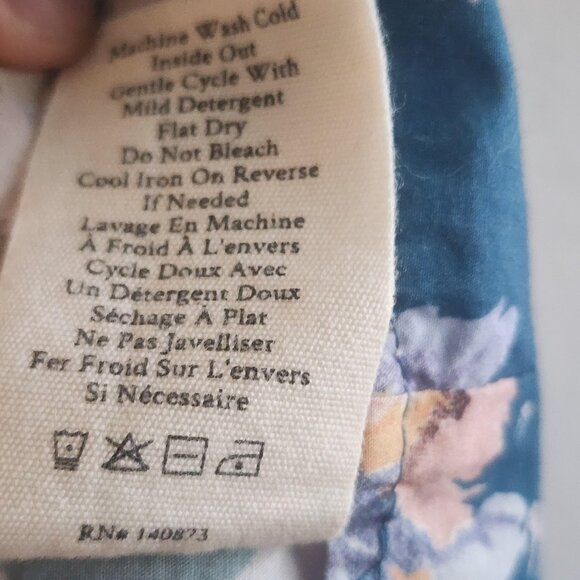 Machine Wash Cold
Inside Out
Gentle Cycle With
Mild Detergent
Flat Dry
Do Not Bleach
Cool Iron On Reverse
If Needed
Lavage En Machine
À Froid À L'envers
Cycle Doux Avec
Un Détergent Doux
Séchage À Plat
Ne Pas Javelliser
Fer Froid Sur L'envers
Si Nécessaire
RN# 140873